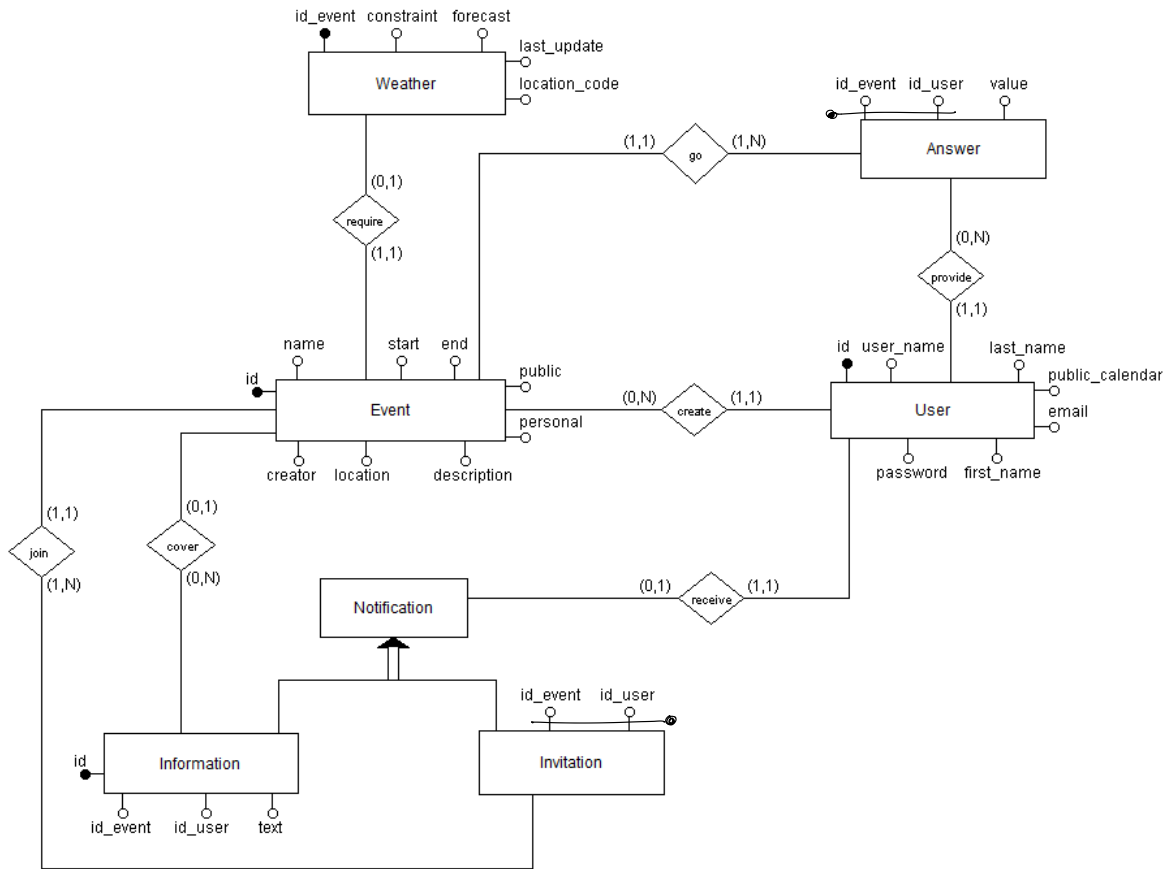 id_event constraint forecast
last_update
Weather
location_code
id_event id_user value
(1,1) go (1,N)
Answer
(0,1)
require
(1,1)
(0,N)
provide
(1,1)
name start end
id
public
Event
personal
creator location description
(0,N) create (1,1)
id user_name last_name
public_calendar
User
email
password first_name
(1,1)
join
(1,N)
(0,1)
cover
(0,N)
Notification
(0,1) receive (1,1)
id_event id_user
id
Information
id_event id_user text
Invitation